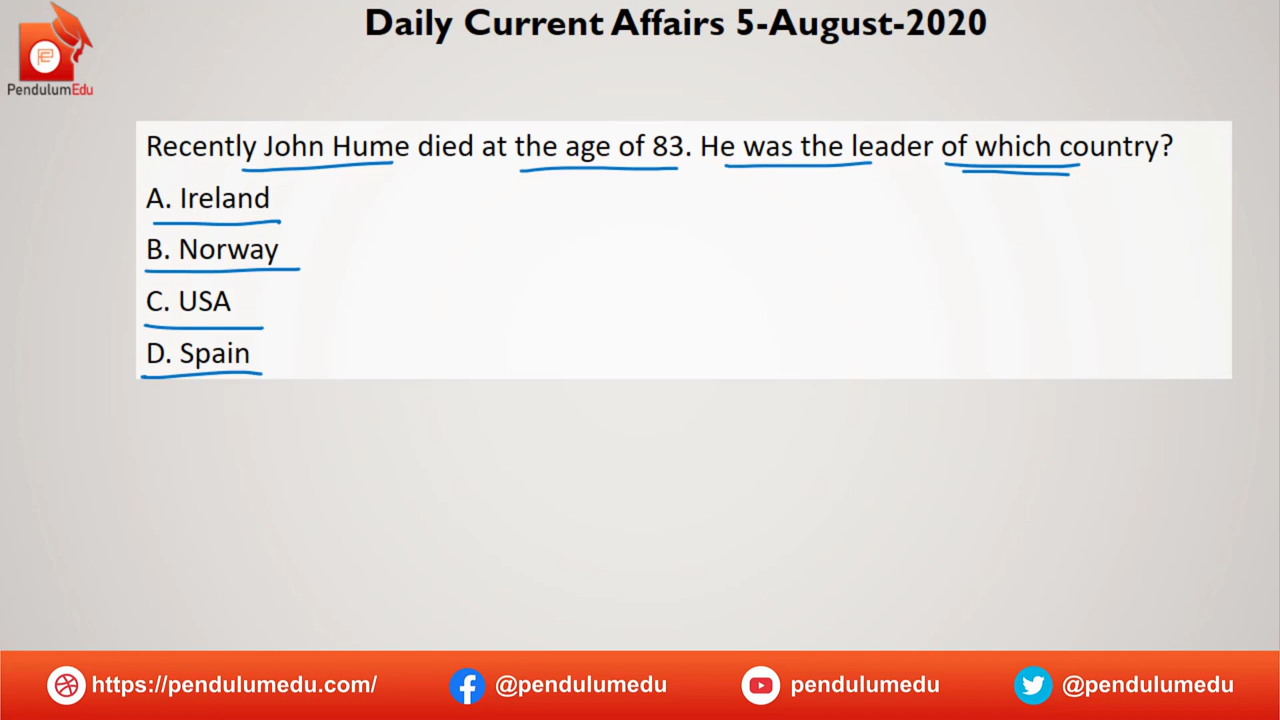 Daily Current Affairs 5-August-2020
PendulumEdu
Recently John Hume died at the age of 83. He was the leader of which country?
A. Ireland
B. Norway
C. USA
D. Spain
https://pendulumedu.com/ @pendulumedu pendulumedu @pendulumedu